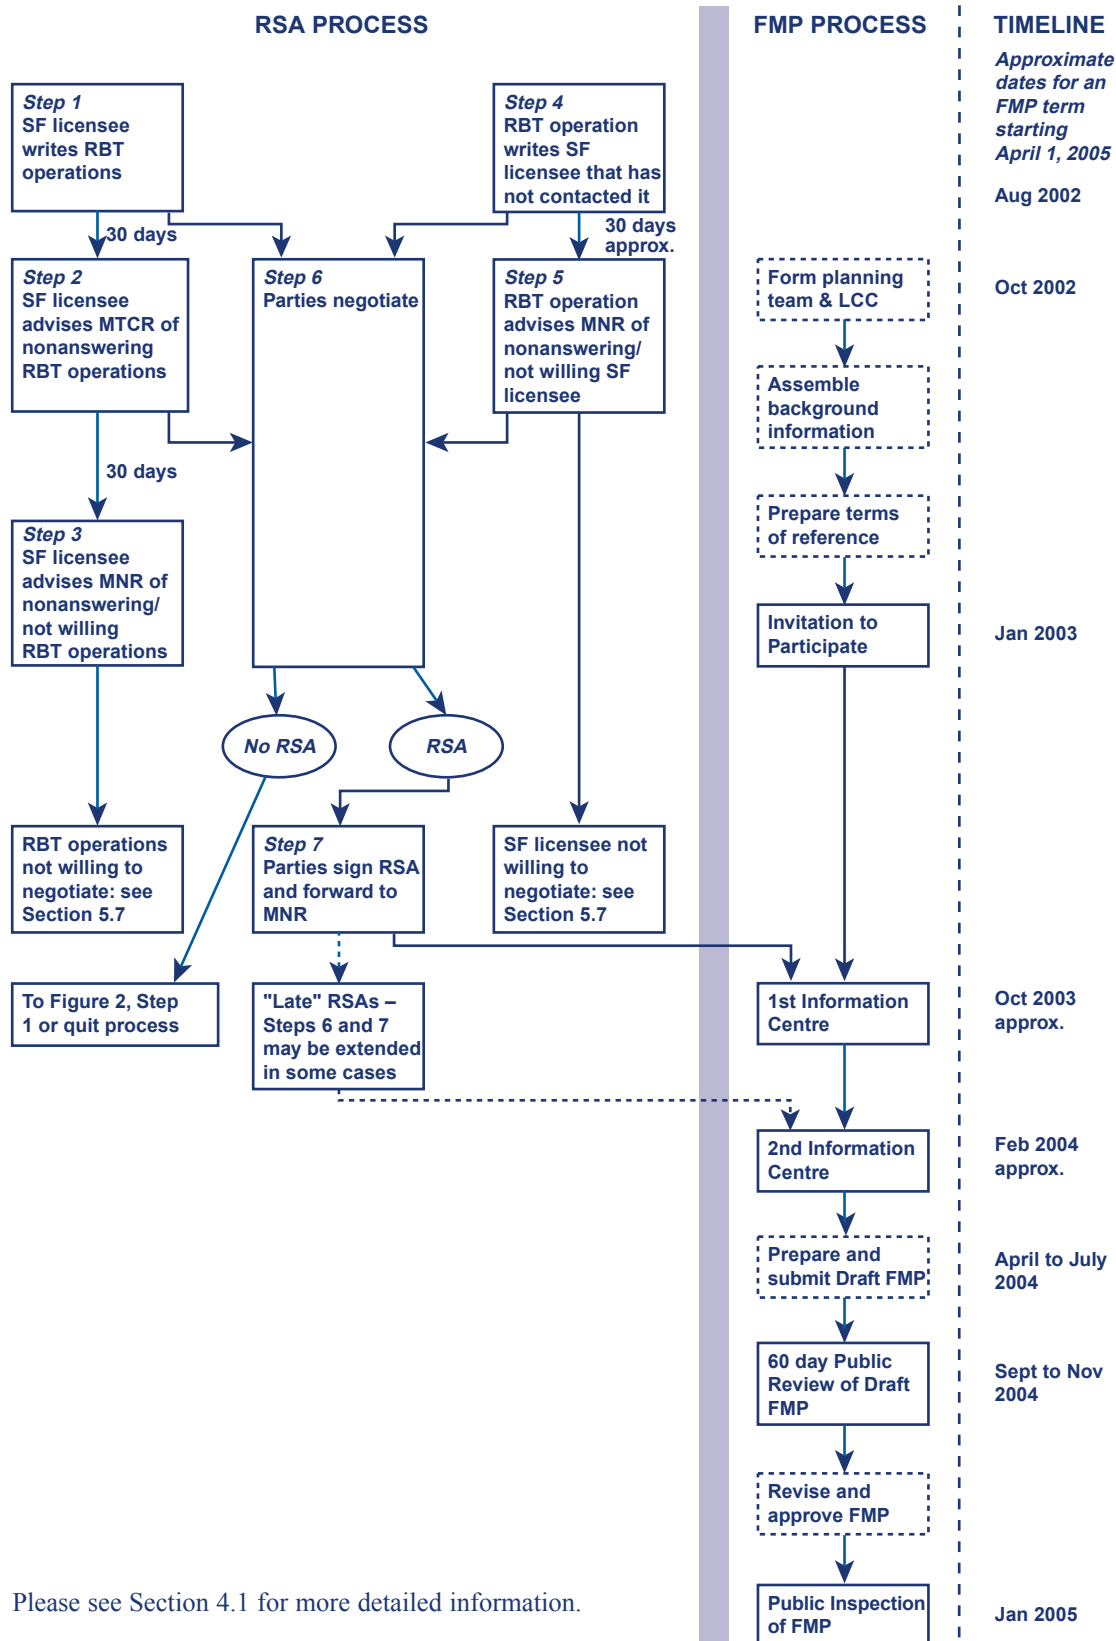 RSA PROCESS
FMP PROCESS
TIMELINE
Approximate
dates for an
FMP term
starting
April 1, 2005
Step 1
SF licensee
writes RBT
operations
Step 4
RBT operation
writes SF
licensee that has
not contacted it
Aug 2002
30 days
30 days
approx.
Step 2
SF licensee
advises MTCR of
nonanswering
RBT operations
Step 6
Parties negotiate
Step 5
RBT operation
advises MNR of
nonanswering/
not willing SF
licensee
Form planning
team & LCC
Oct 2002
Assemble
background
information
30 days
Prepare terms
of reference
Step 3
SF licensee
advises MNR of
nonanswering/
not willing
RBT operations
Invitation to
Participate
Jan 2003
No RSA
RSA
RBT operations
not willing to
negotiate: see
Section 5.7
Step 7
Parties sign RSA
and forward to
MNR
SF licensee not
willing to
negotiate: see
Section 5.7
To Figure 2, Step
1 or quit process
"Late" RSAs –
Steps 6 and 7
may be extended
in some cases
1st Information
Centre
Oct 2003
approx.
2nd Information
Centre
Feb 2004
approx.
Prepare and
submit Draft FMP
April to July
2004
60 day Public
Review of Draft
FMP
Sept to Nov
2004
Revise and
approve FMP
Public Inspection
of FMP
Jan 2005
Please see Section 4.1 for more detailed information.